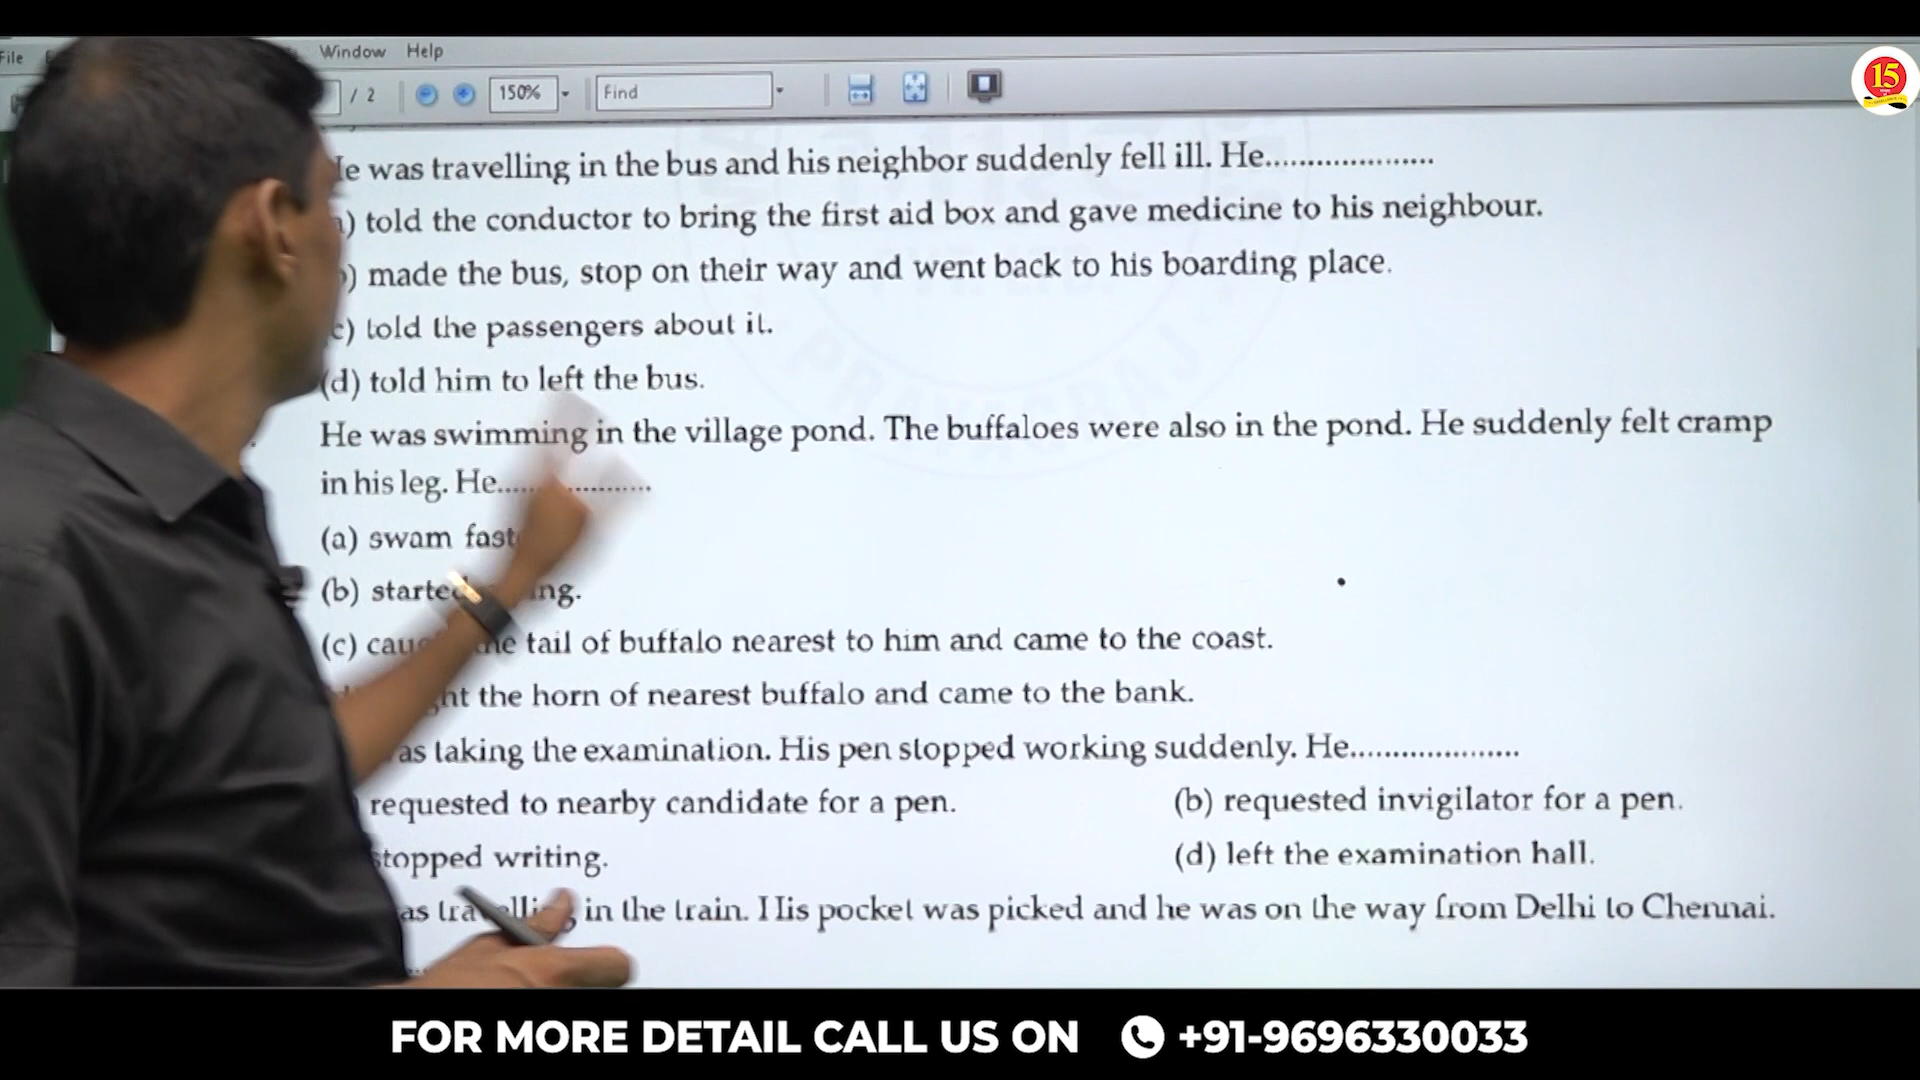 File
Window Help
/ 2
150%
Find
15
He was travelling in the bus and his neighbor suddenly fell ill. He....................
) told the conductor to bring the first aid box and gave medicine to his neighbour.
) made the bus, stop on their way and went back to his boarding place.
c) told the passengers about it.
(d) told him to left the bus.
He was swimming in the village pond. The buffaloes were also in the pond. He suddenly felt cramp
in his leg. He..................
(a) swam
(b) started
(c) tail of buffalo nearest to him and came to the coast.
the horn of nearest buffalo and came to the bank.
as taking the examination. His pen stopped working suddenly. He....................
requested to nearby candidate for a pen.
(b) requested invigilator for a pen.
stopped writing.
(d) left the examination hall.
as travelling in the train. His pocket was picked and he was on the way from Delhi to Chennai.
PRAYAGRAJ
FOR MORE DETAIL CALL US ON +91-9696330033